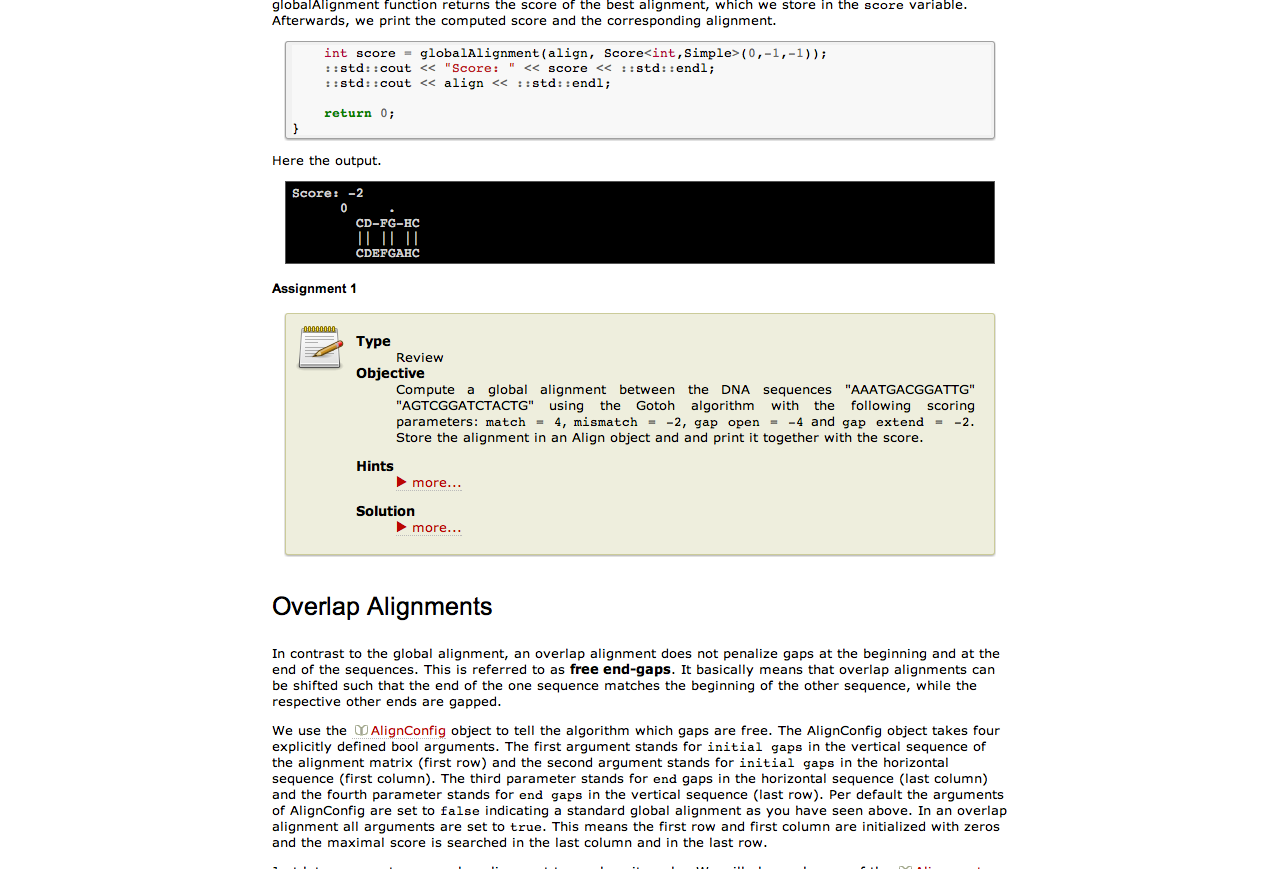 globalAlignment function returns the score of the best alignment, which we store in the score variable.
Afterwards, we print the computed score and the corresponding alignment.
int score = globalAlignment(align, Score<int,Simple>(0,-1,-1));
::std::cout << "Score: " << score << ::std::endl;
::std::cout << align << ::std::endl;
return 0;
}
Here the output.
Score: -2
0 .
CD-FG-HC
|| || ||
CDEFGAHC
Assignment 1
Type
Review
Objective
Compute a global alignment between the DNA sequences "AAATGACGGATTG"
"AGTCGGATCTACTG" using the Gotoh algorithm with the following scoring
parameters: match = 4, mismatch = -2, gap open = -4 and gap extend = -2.
Store the alignment in an Align object and and print it together with the score.
Hints
more...
Solution
more...
Overlap Alignments
In contrast to the global alignment, an overlap alignment does not penalize gaps at the beginning and at the
end of the sequences. This is referred to as free end-gaps. It basically means that overlap alignments can
be shifted such that the end of the one sequence matches the beginning of the other sequence, while the
respective other ends are gapped.
We use the AlignConfig object to tell the algorithm which gaps are free. The AlignConfig object takes four
explicitly defined bool arguments. The first argument stands for initial gaps in the vertical sequence of
the alignment matrix (first row) and the second argument stands for initial gaps in the horizontal
sequence (first column). The third parameter stands for end gaps in the horizontal sequence (last column)
and the fourth parameter stands for end gaps in the vertical sequence (last row). Per default the arguments
of AlignConfig are set to false indicating a standard global alignment as you have seen above. In an overlap
alignment all arguments are set to true. This means the first row and first column are initialized with zeros
and the maximal score is searched in the last column and in the last row.